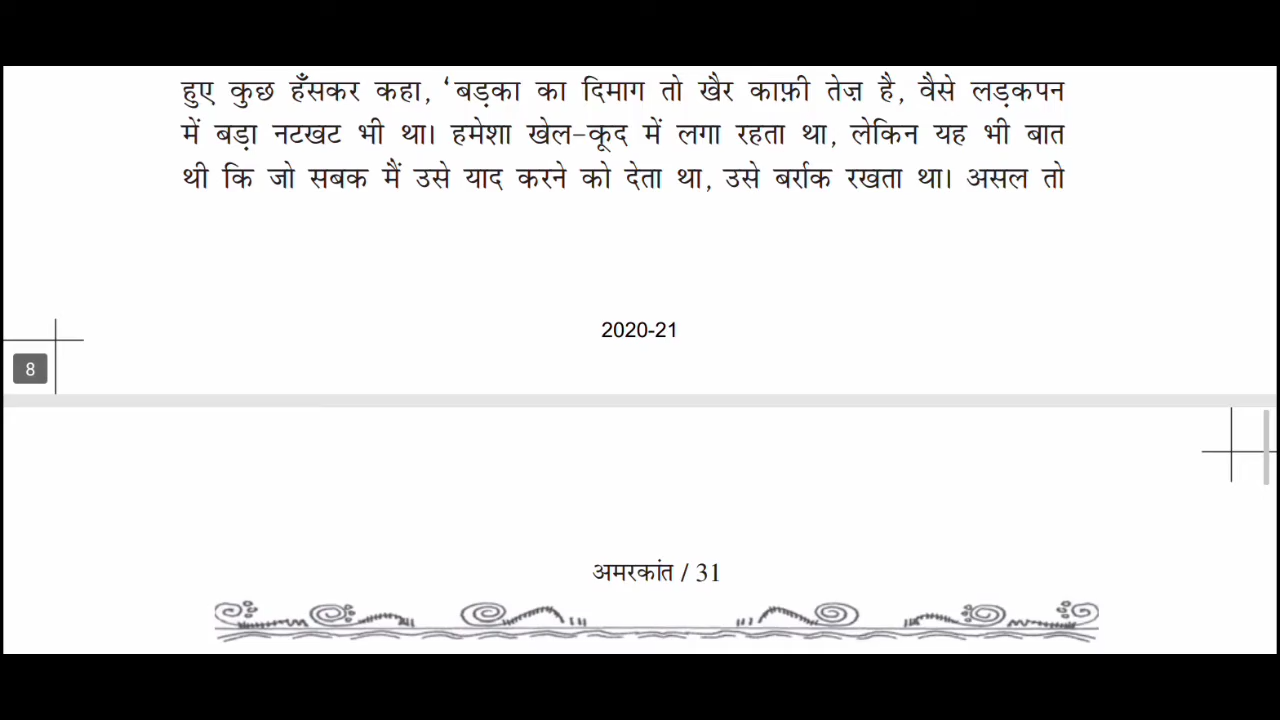 हुए कुछ हँसकर कहा, ‘बड़का का दिमाग तो खैर काफ़ी तेज़ है, वैसे लड़कपन
में बड़ा नटखट भी था। हमेशा खेल-कूद में लगा रहता था, लेकिन यह भी बात
थी कि जो सबक मैं उसे याद करने को देता था, उसे बर्राक रखता था। असल तो
2020-21
8
अमरकांत / 31